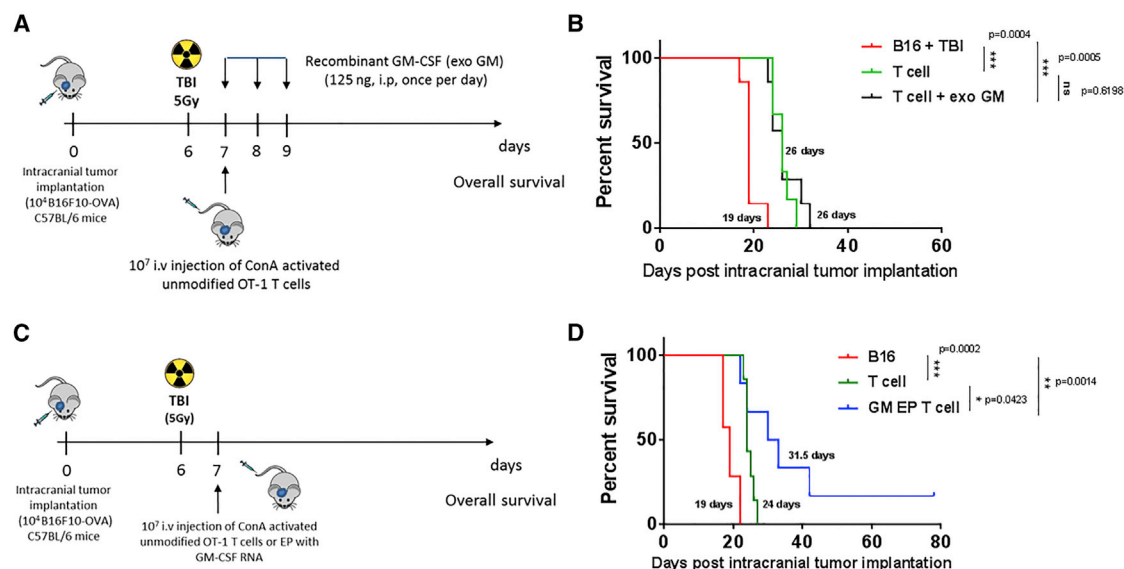 A
TBI
5Gy
Recombinant GM-CSF (exo GM)
(125 ng, i.p, once per day)
0
6
7
8
9
days
Intracranial tumor
implantation
(10⁴ B16F10-OVA)
C57BL/6 mice
Overall survival
10⁷ i.v injection of ConA activated
unmodified OT-1 T cells
B
Percent survival
100
50
0
0
20
40
60
Days post intracranial tumor implantation
19 days
26 days
26 days
B16 + TBI
T cell
T cell + exo GM
p=0.0004
***
***
p=0.0005
ns
p=0.6198
C
TBI
(5Gy)
0
6
7
days
Intracranial tumor
implantation
(10⁴ B16F10-OVA)
C57BL/6 mice
Overall survival
10⁷ i.v injection of ConA activated
unmodified OT-1 T cells or EP with
GM-CSF RNA
D
Percent survival
100
50
0
0
20
40
60
80
Days post intracranial tumor implantation
19 days
24 days
31.5 days
B16
T cell
GM EP T cell
p=0.0002
***
**
p=0.0014
* p=0.0423